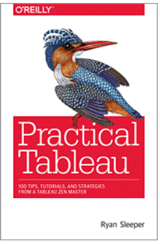 O'REILLY®
Practical
Tableau
100 TIPS, TUTORIALS, AND STRATEGIES
FROM A TABLEAU ZEN MASTER
Ryan Sleeper